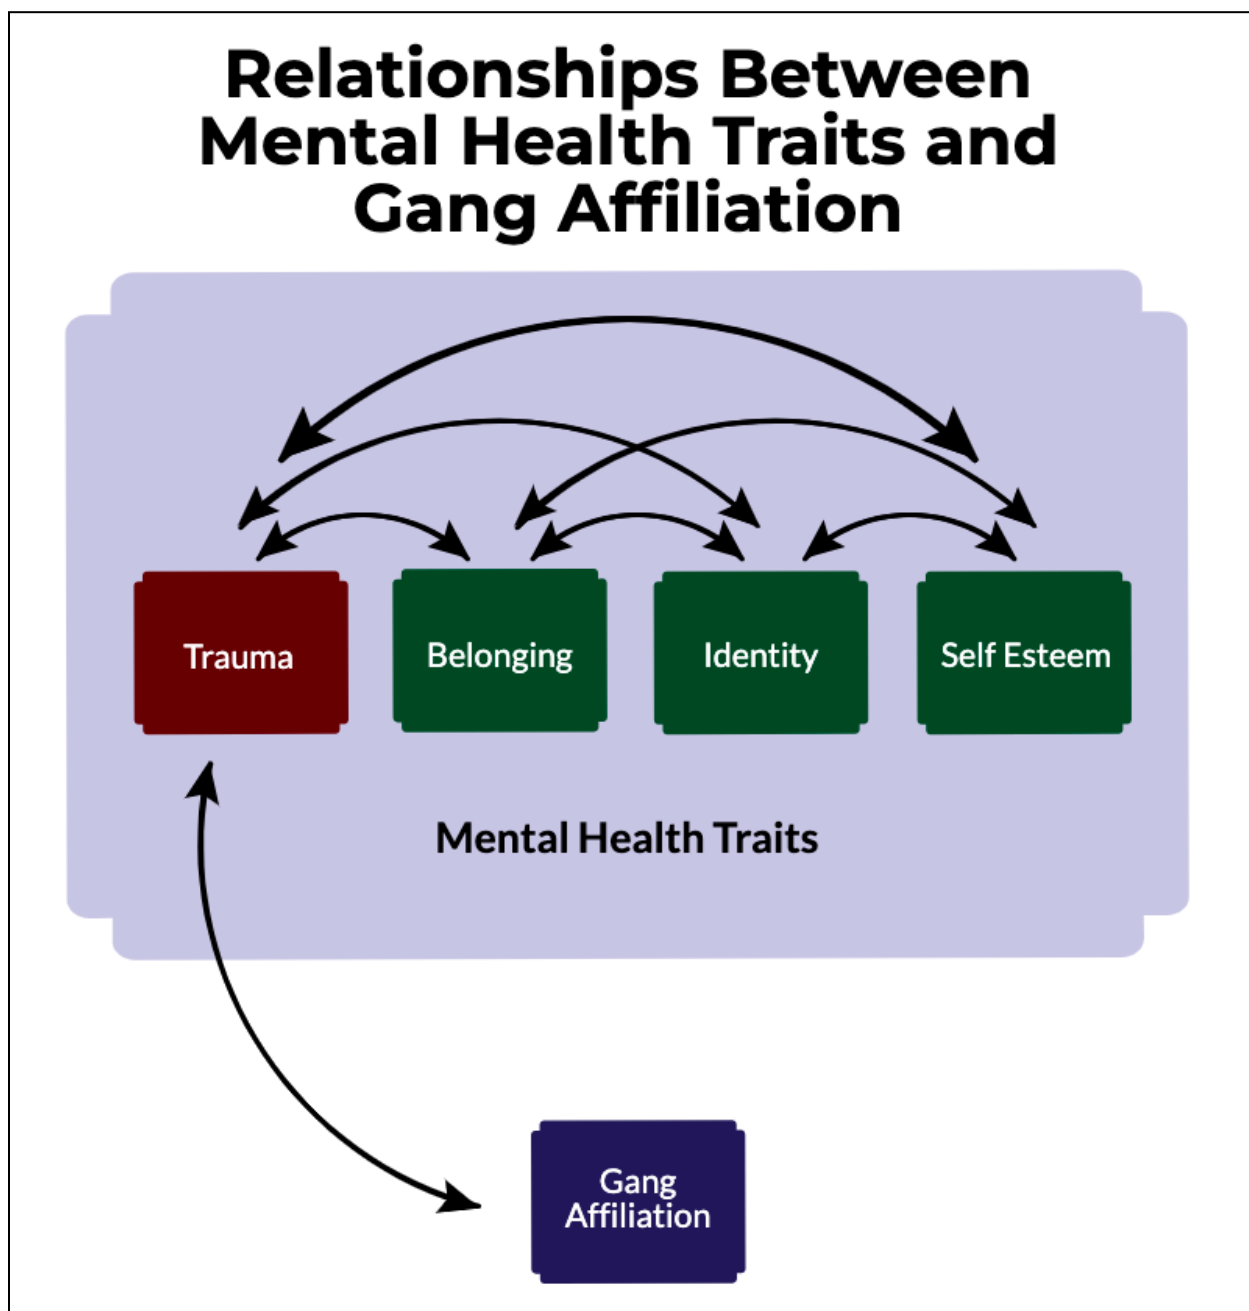 Relationships Between
Mental Health Traits and
Gang Affiliation
Trauma
Belonging
Identity
Self Esteem
Mental Health Traits
Gang
Affiliation